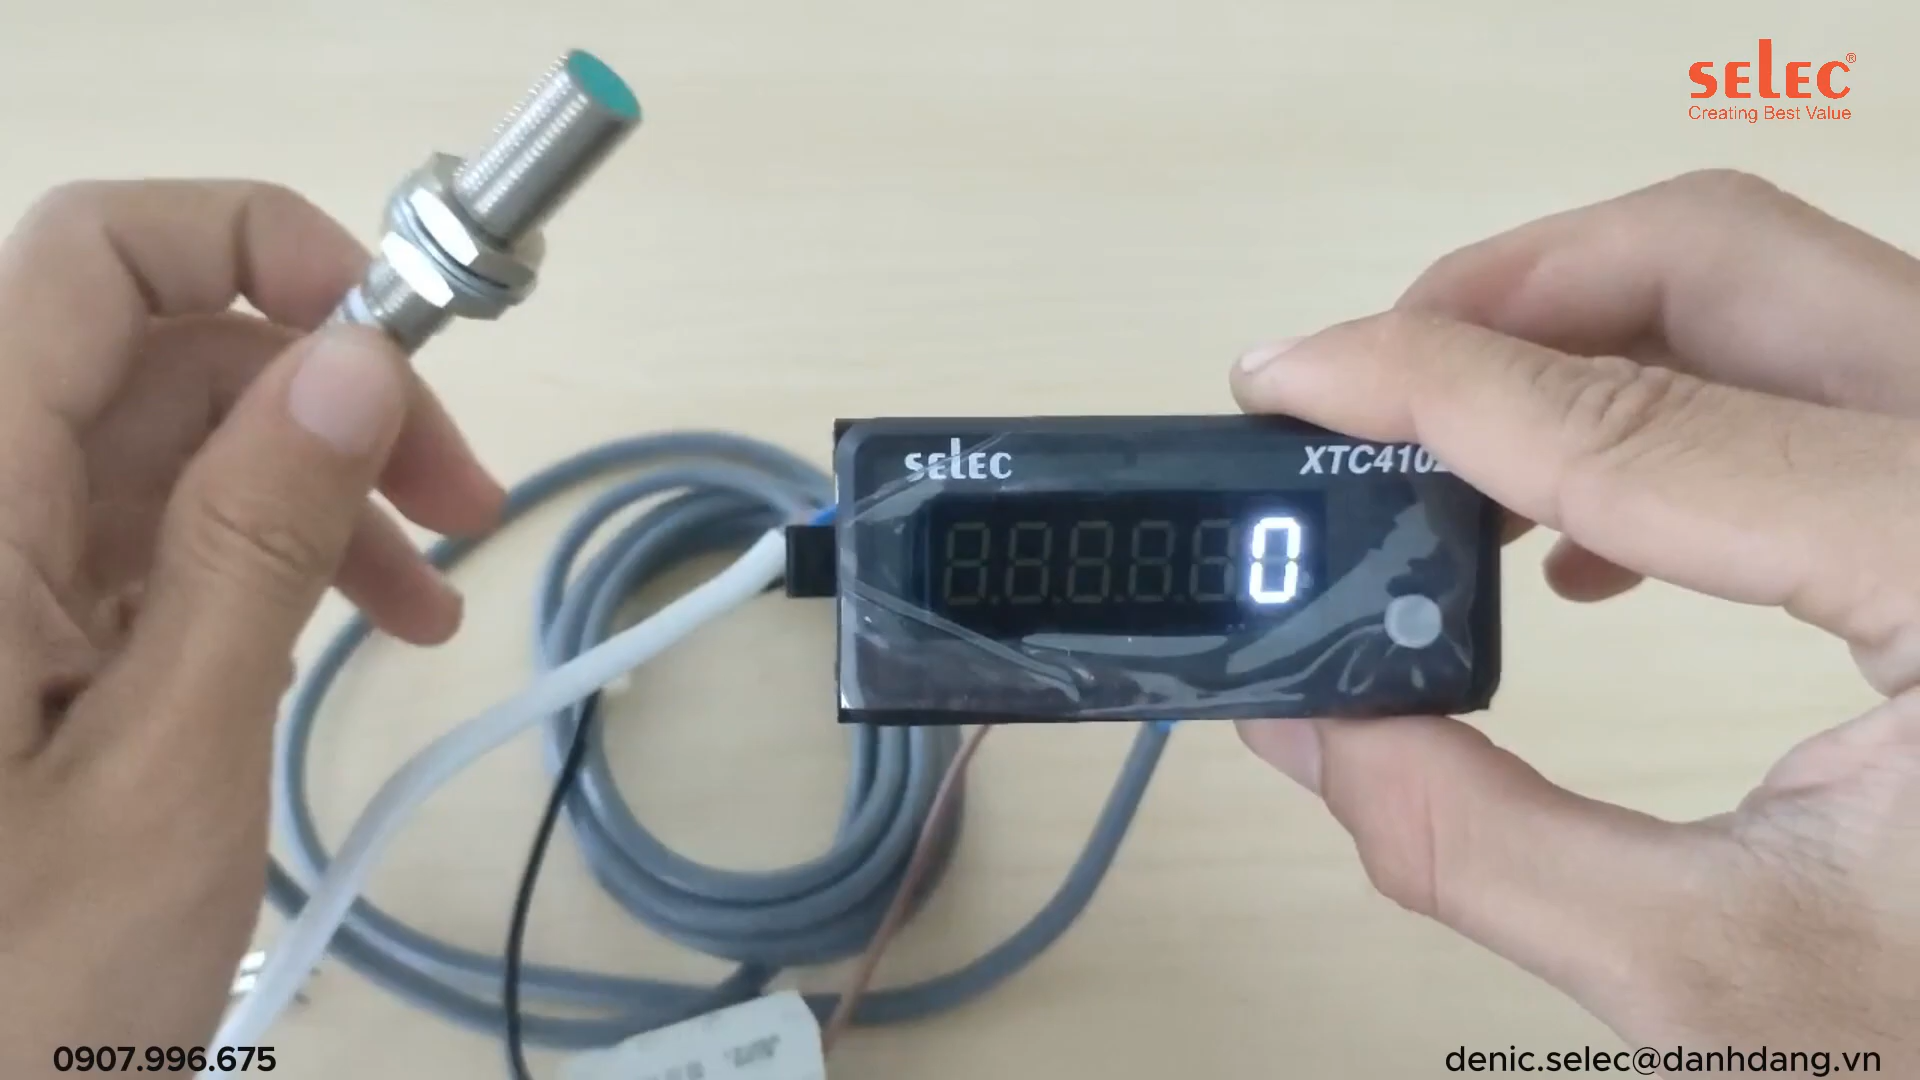 selec®
Creating Best Value
selec
XTC410
0
0907.996.675
denic.selec@danhdang.vn